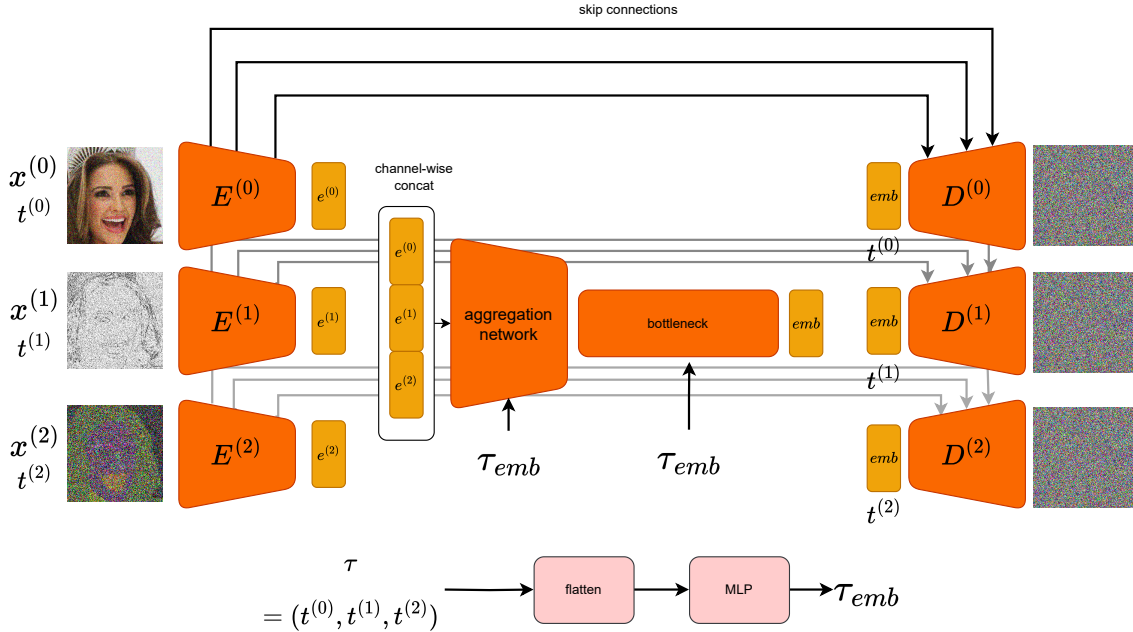 skip connections
x^(0)
t^(0)
E^(0)
e^(0)
channel-wise
concat
emb
D^(0)
t^(0)
e^(0)
x^(1)
t^(1)
E^(1)
e^(1)
e^(1)
aggregation
network
bottleneck
emb
emb
D^(1)
t^(1)
e^(2)
x^(2)
t^(2)
E^(2)
e^(2)
τ_emb
τ_emb
emb
D^(2)
t^(2)
τ
= (t^(0), t^(1), t^(2))
flatten
MLP
τ_emb